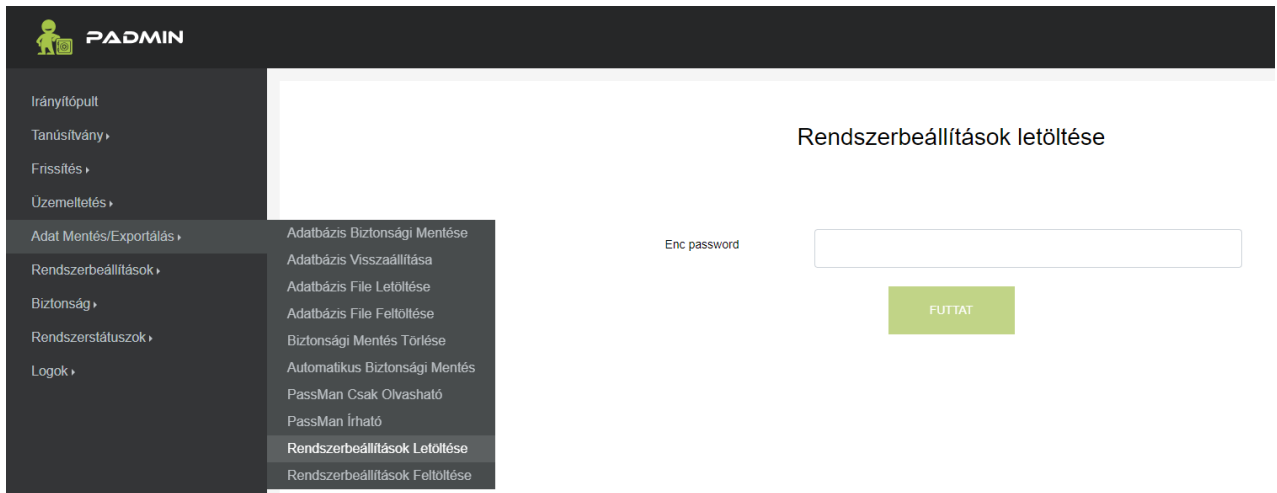 PADMIN
Irányítópult
Tanúsítvány
Frissítés
Üzemeltetés
Adat Mentés/Exportálás
Rendszerbeállítások
Biztonság
Rendszerstátuszok
Logok
Adatbázis Biztonsági Mentése
Adatbázis Visszaállítása
Adatbázis File Letöltése
Adatbázis File Feltöltése
Biztonsági Mentés Törlése
Automatikus Biztonsági Mentés
PassMan Csak Olvasható
PassMan Írható
Rendszerbeállítások Letöltése
Rendszerbeállítások Feltöltése
Rendszerbeállítások letöltése
Enc password
FUTTAT